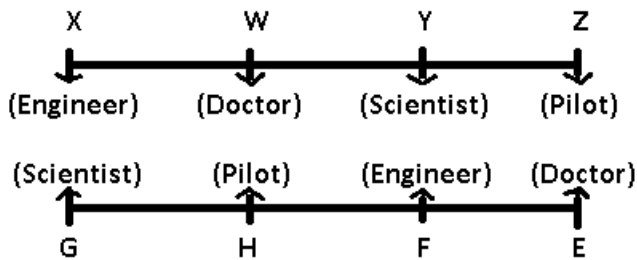 X W Y Z
(Engineer) (Doctor) (Scientist) (Pilot)
(Scientist) (Pilot) (Engineer) (Doctor)
G H F E